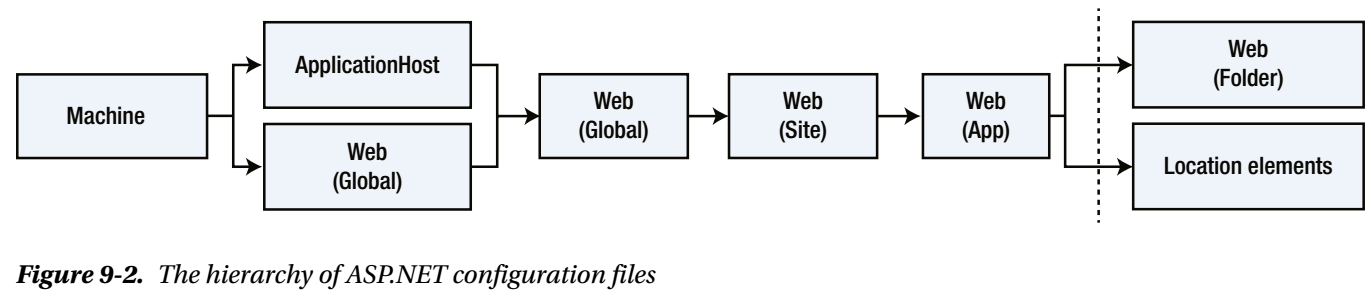 Machine
ApplicationHost
Web
(Global)
Web
(Global)
Web
(Site)
Web
(App)
Web
(Folder)
Location elements
Figure 9-2. The hierarchy of ASP.NET configuration files